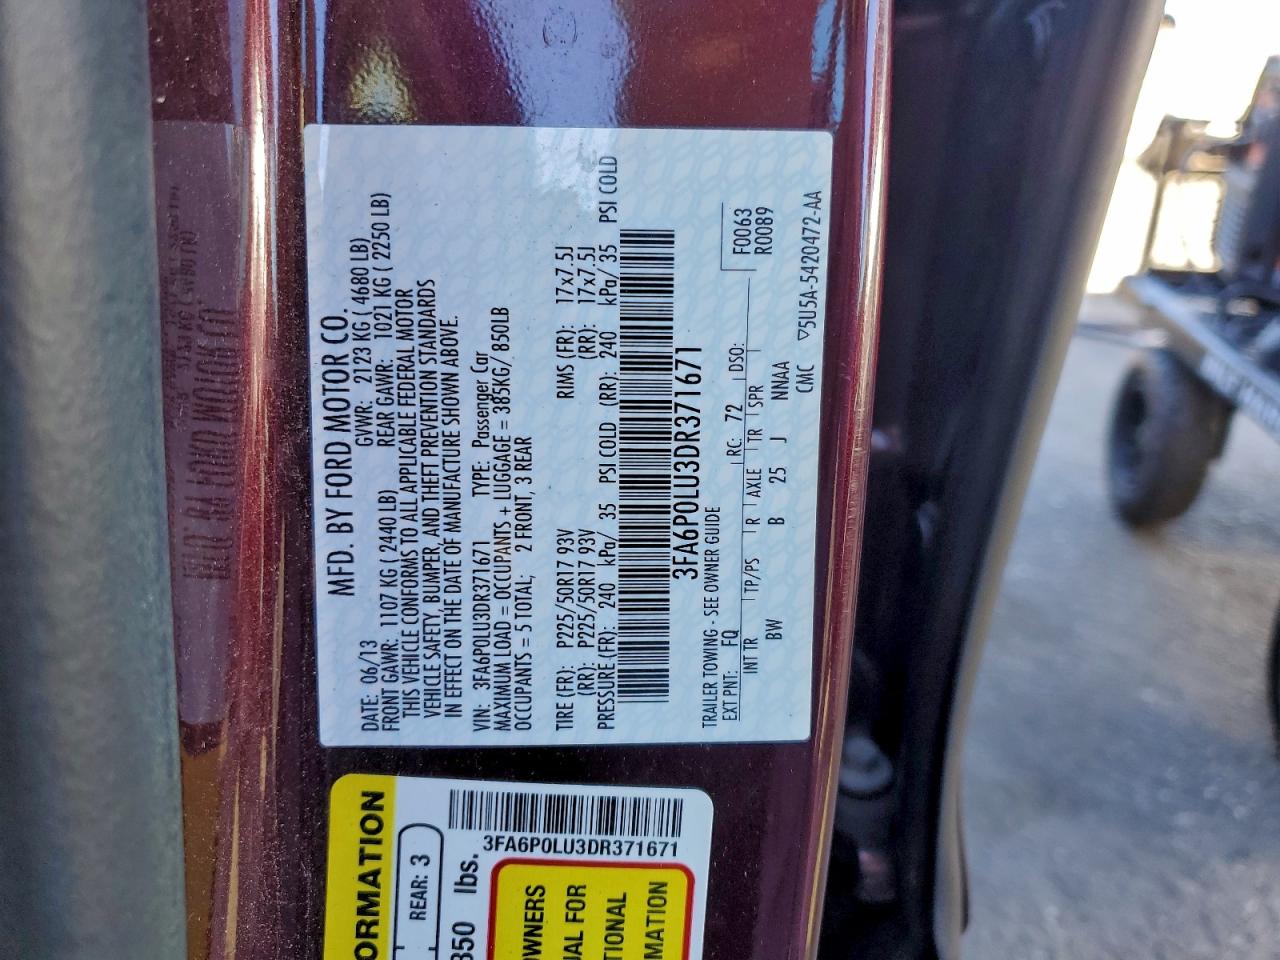 MFD. BY FORD MOTOR CO.
DATE: 06/13 GVWR: 2123 KG ( 4680 LB)
FRONT GAWR: 1107 KG ( 2440 LB) REAR GAWR: 1021 KG ( 2250 LB)
THIS VEHICLE CONFORMS TO ALL APPLICABLE FEDERAL MOTOR
VEHICLE SAFETY, BUMPER, AND THEFT PREVENTION STANDARDS
IN EFFECT ON THE DATE OF MANUFACTURE SHOWN ABOVE.
VIN: 3FA6P0LU3DR371671 TYPE: Passenger Car
MAXIMUM LOAD = OCCUPANTS + LUGGAGE = 385KG/ 850LB
OCCUPANTS = 5 TOTAL; 2 FRONT, 3 REAR
TIRE (FR): P225/50R17 93V RIMS (FR): 17x7.5J
(RR): P225/50R17 93V (RR): 17x7.5J
PRESSURE (FR): 240 kPa/ 35 PSI COLD (RR): 240 kPa/ 35 PSI COLD
3FA6P0LU3DR371671
TRAILER TOWING - SEE OWNER GUIDE
F0063
R0089
EXT PNT: FQ RC: 72 DSO:
INT TR TP/PS R AXLE TR SPR
BW B 25 J NNAA
CMC ▽5U5A-5420472-AA
ORMATION
REAR: 3
850 lbs.
3FA6P0LU3DR371671
OWNERS
UAL FOR
TIONAL
MATION